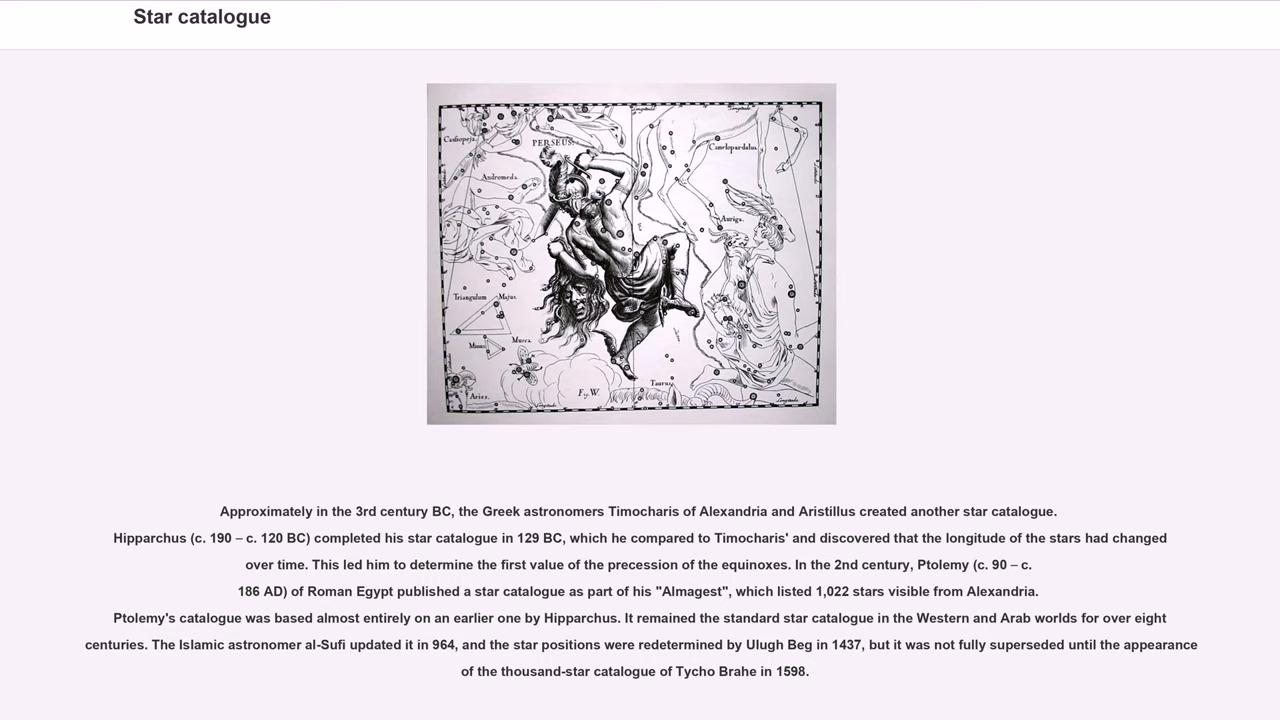 Star catalogue
Cassiopeja.
PERSEUS.
Camelopardalus.
Andromeda.
Auriga.
Triangulum Majus.
Minus
Musca.
Taurus
Fig. W.
Aries.
Approximately in the 3rd century BC, the Greek astronomers Timocharis of Alexandria and Aristillus created another star catalogue.
Hipparchus (c. 190 – c. 120 BC) completed his star catalogue in 129 BC, which he compared to Timocharis' and discovered that the longitude of the stars had changed
over time. This led him to determine the first value of the precession of the equinoxes. In the 2nd century, Ptolemy (c. 90 – c.
186 AD) of Roman Egypt published a star catalogue as part of his "Almagest", which listed 1,022 stars visible from Alexandria.
Ptolemy's catalogue was based almost entirely on an earlier one by Hipparchus. It remained the standard star catalogue in the Western and Arab worlds for over eight
centuries. The Islamic astronomer al-Sufi updated it in 964, and the star positions were redetermined by Ulugh Beg in 1437, but it was not fully superseded until the appearance
of the thousand-star catalogue of Tycho Brahe in 1598.